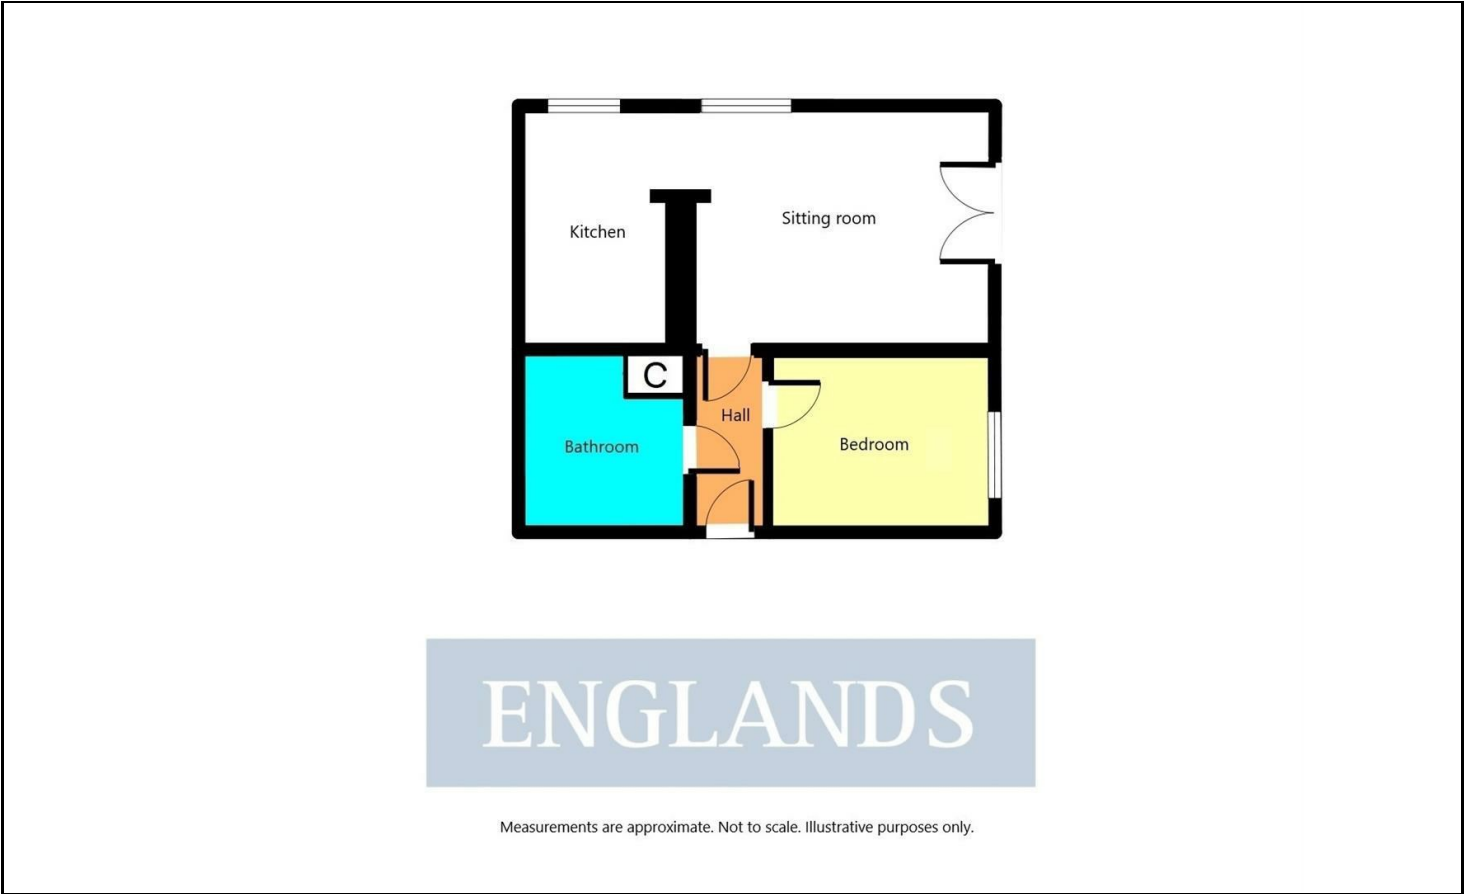 Kitchen
Sitting room
C
Hall
Bathroom
Bedroom
ENGLANDS
Measurements are approximate. Not to scale. Illustrative purposes only.